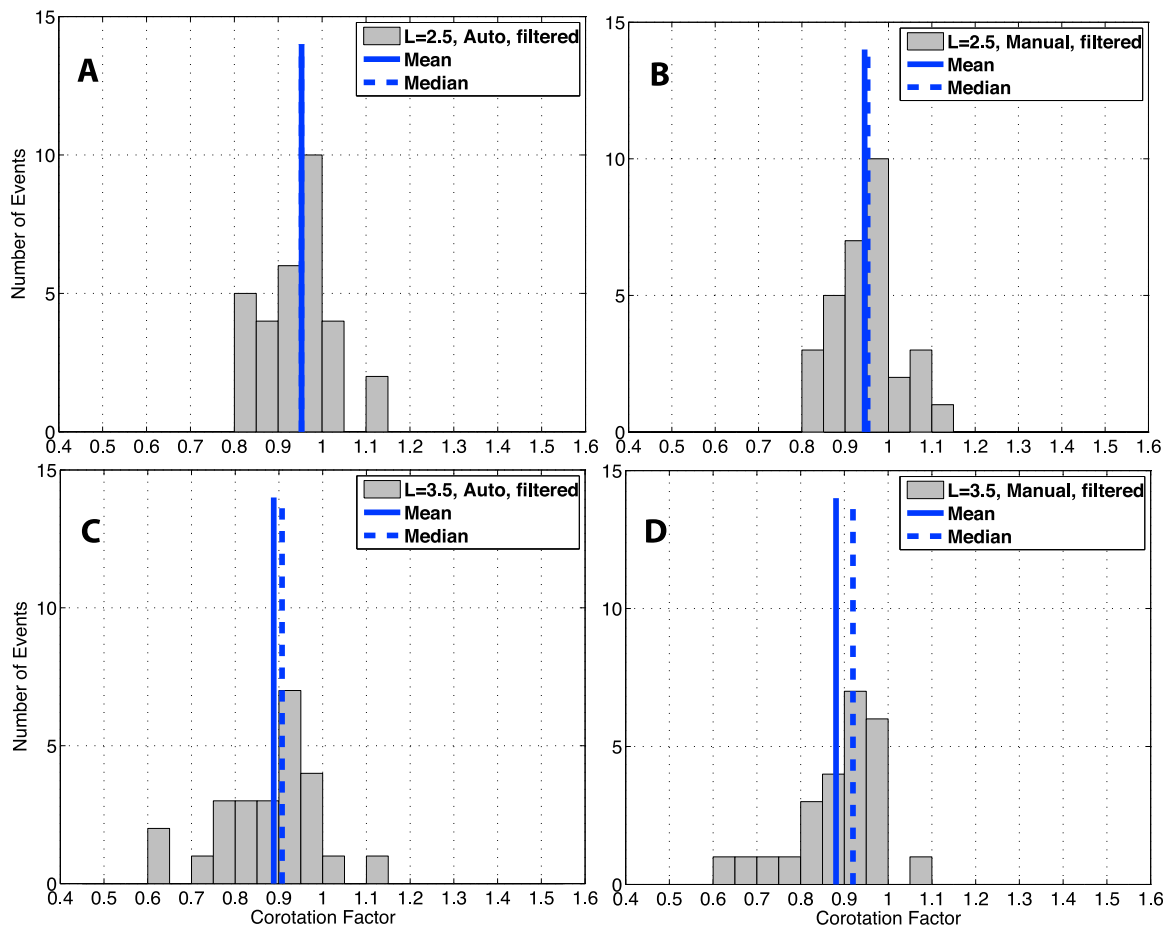 15
10
5
0
Number of Events
A
L=2.5, Auto, filtered
Mean
Median
0.4 0.5 0.6 0.7 0.8 0.9 1 1.1 1.2 1.3 1.4 1.5 1.6
15
10
5
0
B
L=2.5, Manual, filtered
Mean
Median
0.4 0.5 0.6 0.7 0.8 0.9 1 1.1 1.2 1.3 1.4 1.5 1.6
15
10
5
0
Number of Events
C
L=3.5, Auto, filtered
Mean
Median
0.4 0.5 0.6 0.7 0.8 0.9 1 1.1 1.2 1.3 1.4 1.5 1.6
Corotation Factor
15
10
5
0
D
L=3.5, Manual, filtered
Mean
Median
0.4 0.5 0.6 0.7 0.8 0.9 1 1.1 1.2 1.3 1.4 1.5 1.6
Corotation Factor